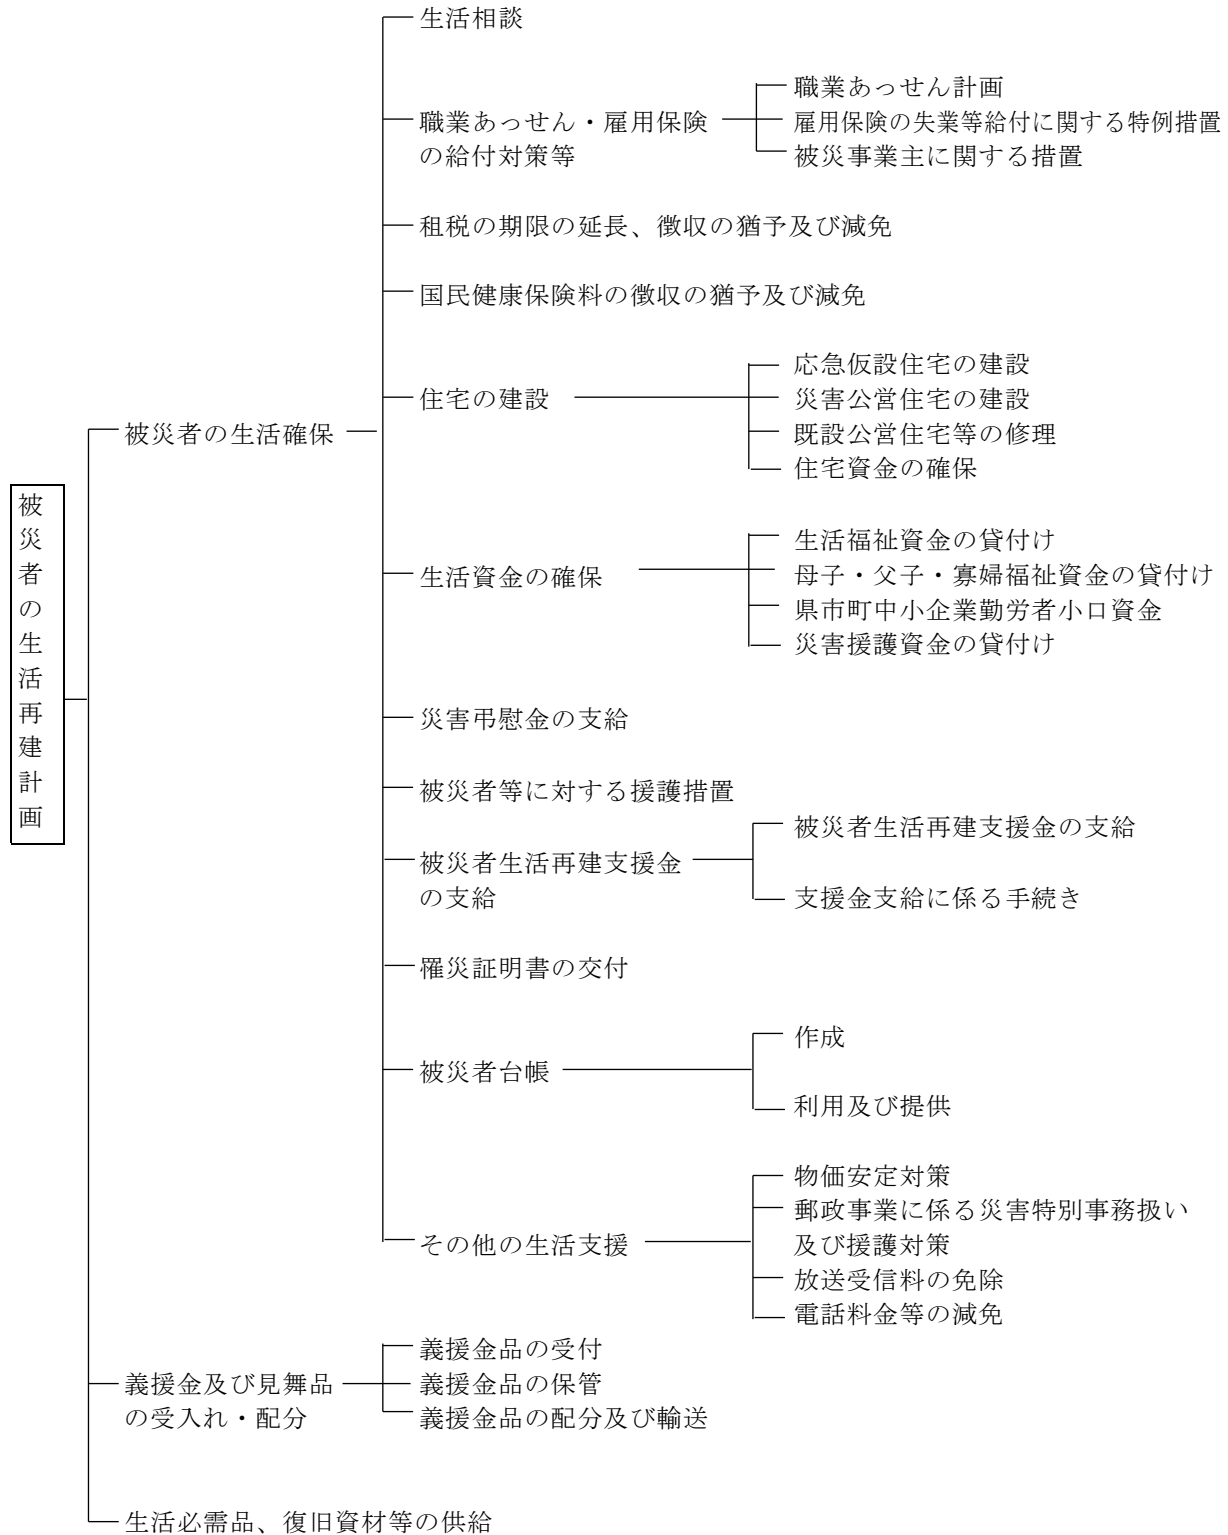 被災者の生活再建計画
被災者の生活確保
生活相談
職業あっせん・雇用保険
の給付対策等
職業あっせん計画
雇用保険の失業等給付に関する特例措置
被災事業主に関する措置
租税の期限の延長、徴収の猶予及び減免
国民健康保険料の徴収の猶予及び減免
住宅の建設
応急仮設住宅の建設
災害公営住宅の建設
既設公営住宅等の修理
住宅資金の確保
生活資金の確保
生活福祉資金の貸付け
母子・父子・寡婦福祉資金の貸付け
県市町中小企業勤労者小口資金
災害援護資金の貸付け
災害弔慰金の支給
被災者等に対する援護措置
被災者生活再建支援金
の支給
被災者生活再建支援金の支給
支援金支給に係る手続き
罹災証明書の交付
被災者台帳
作成
利用及び提供
その他の生活支援
物価安定対策
郵政事業に係る災害特別事務扱い
及び援護対策
放送受信料の免除
電話料金等の減免
義援金及び見舞品
の受入れ・配分
義援金品の受付
義援金品の保管
義援金品の配分及び輸送
生活必需品、復旧資材等の供給